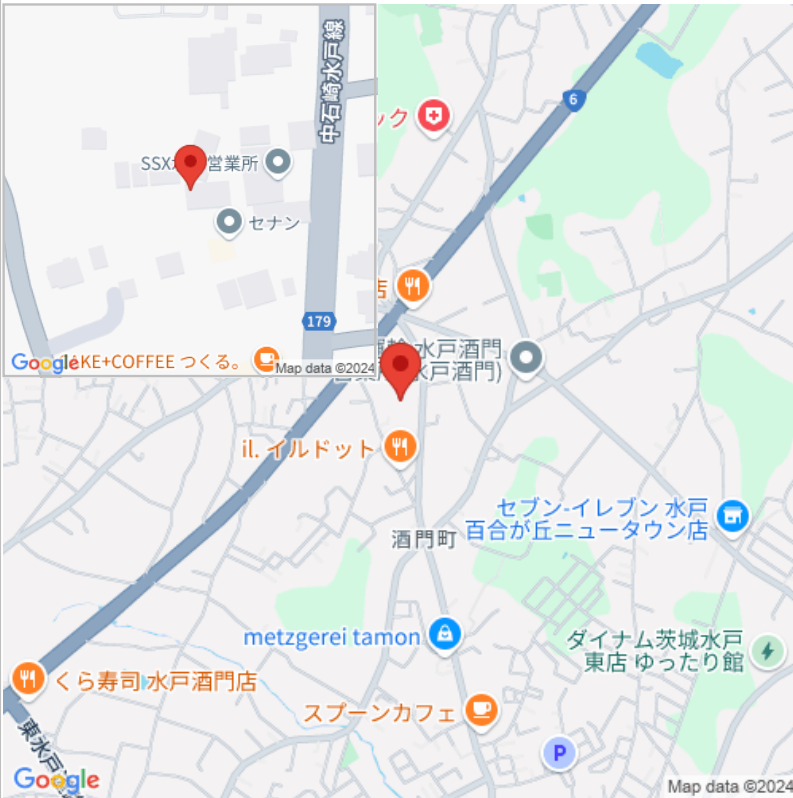 中石崎水戸線
営業所
セナン
179
KE+COFFEE つくる。
Google
Map data ©2024
6
ック
店
水戸酒門
水戸酒門)
il. イルドット
セブン-イレブン 水戸
百合が丘ニュータウン店
酒門町
metzgerei tamon
ダイナム茨城水戸
東店 ゆったり館
くら寿司 水戸酒門店
スプーンカフェ
P
東水戸道
Google
Map data ©2024